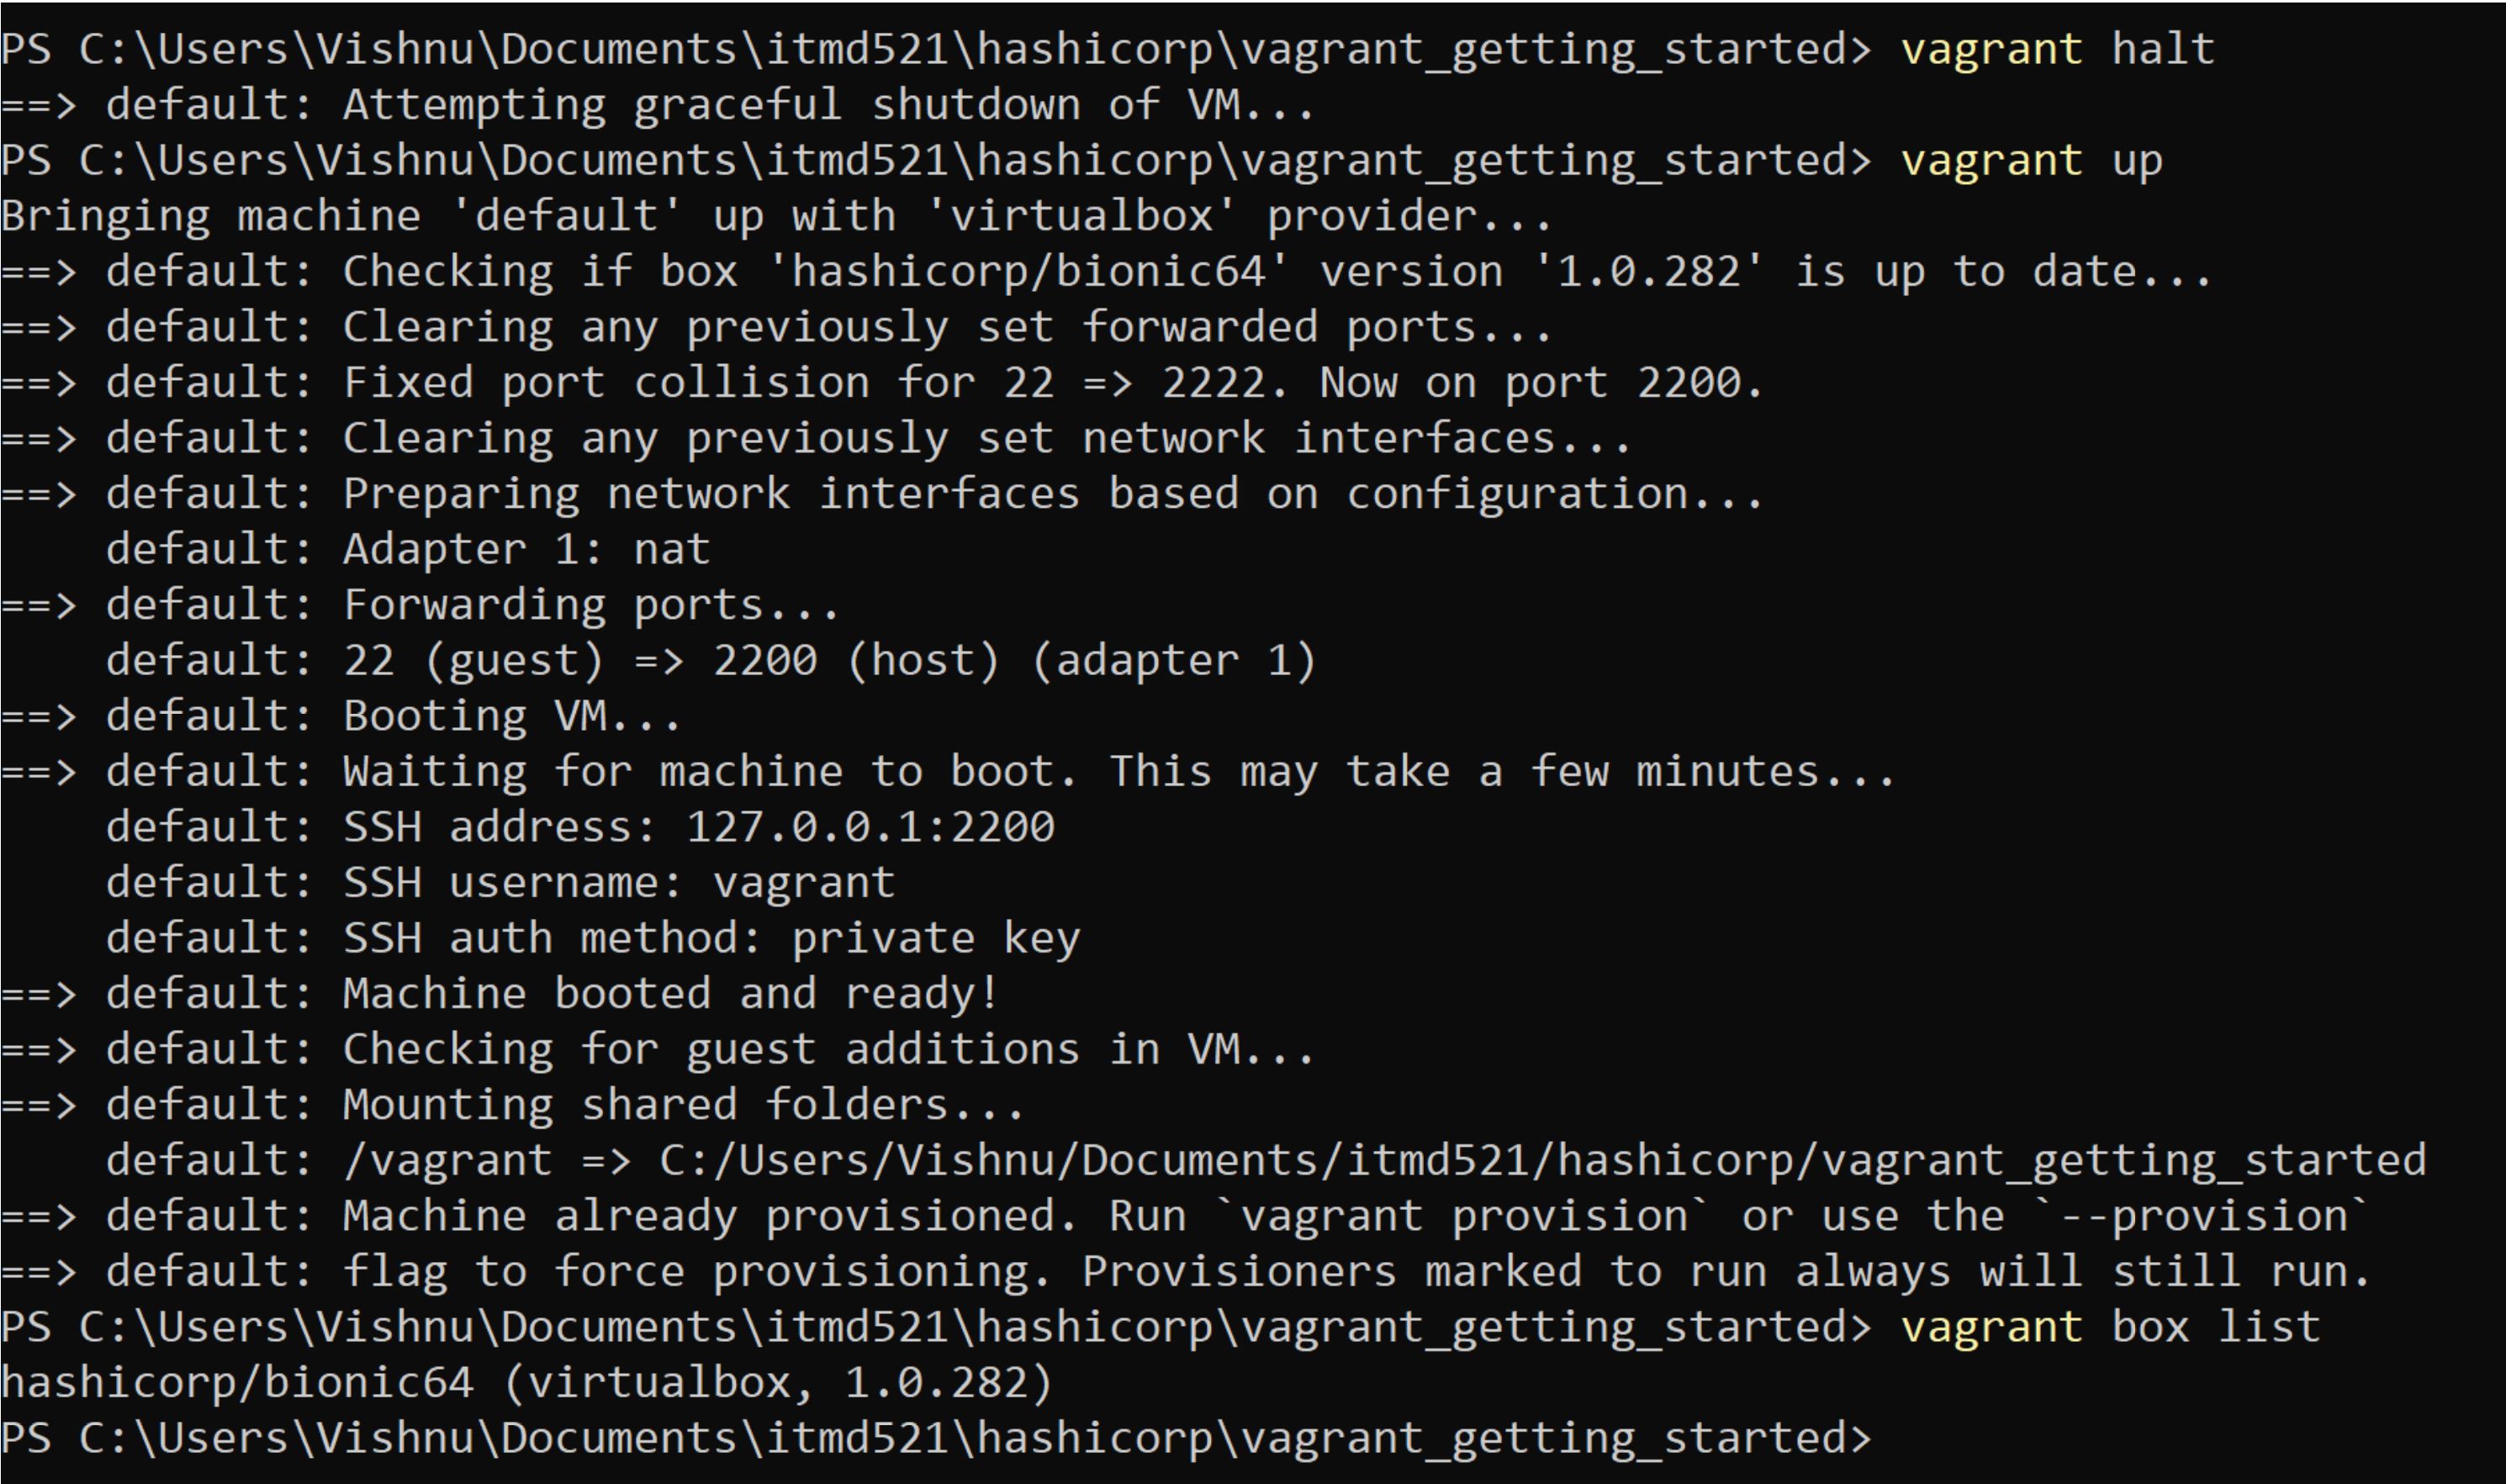 PS C:\Users\Vishnu\Documents\itmd521\hashicorp\vagrant_getting_started> vagrant halt
==> default: Attempting graceful shutdown of VM...
PS C:\Users\Vishnu\Documents\itmd521\hashicorp\vagrant_getting_started> vagrant up
Bringing machine 'default' up with 'virtualbox' provider...
==> default: Checking if box 'hashicorp/bionic64' version '1.0.282' is up to date...
==> default: Clearing any previously set forwarded ports...
==> default: Fixed port collision for 22 => 2222. Now on port 2200.
==> default: Clearing any previously set network interfaces...
==> default: Preparing network interfaces based on configuration...
    default: Adapter 1: nat
==> default: Forwarding ports...
    default: 22 (guest) => 2200 (host) (adapter 1)
==> default: Booting VM...
==> default: Waiting for machine to boot. This may take a few minutes...
    default: SSH address: 127.0.0.1:2200
    default: SSH username: vagrant
    default: SSH auth method: private key
==> default: Machine booted and ready!
==> default: Checking for guest additions in VM...
==> default: Mounting shared folders...
    default: /vagrant => C:/Users/Vishnu/Documents/itmd521/hashicorp/vagrant_getting_started
==> default: Machine already provisioned. Run `vagrant provision` or use the `--provision`
==> default: flag to force provisioning. Provisioners marked to run always will still run.
PS C:\Users\Vishnu\Documents\itmd521\hashicorp\vagrant_getting_started> vagrant box list
hashicorp/bionic64 (virtualbox, 1.0.282)
PS C:\Users\Vishnu\Documents\itmd521\hashicorp\vagrant_getting_started>